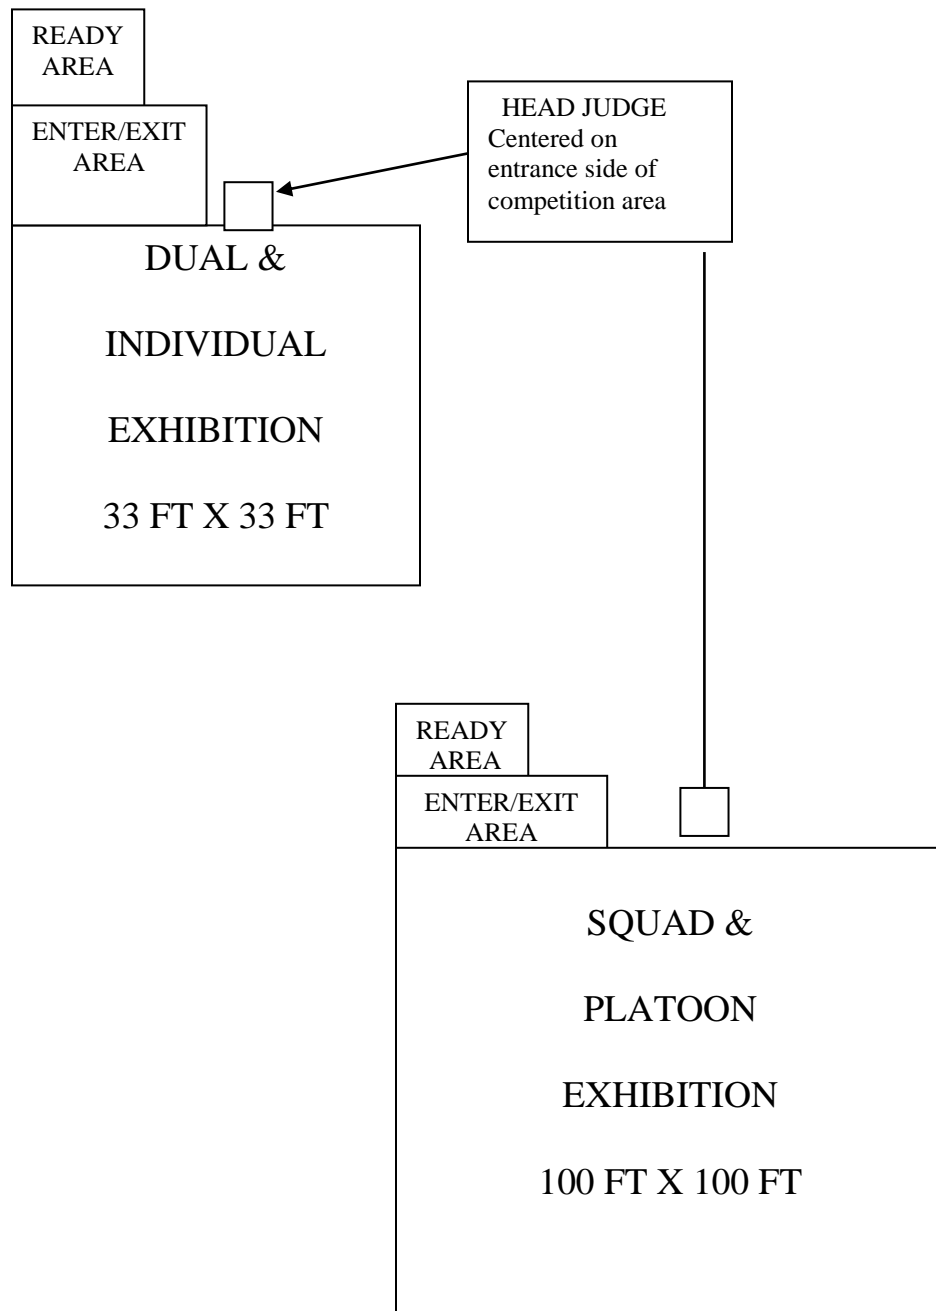 READY
AREA
ENTER/EXIT
AREA
HEAD JUDGE
Centered on
entrance side of
competition area
DUAL &
INDIVIDUAL
EXHIBITION
33 FT X 33 FT
READY
AREA
ENTER/EXIT
AREA
SQUAD &
PLATOON
EXHIBITION
100 FT X 100 FT